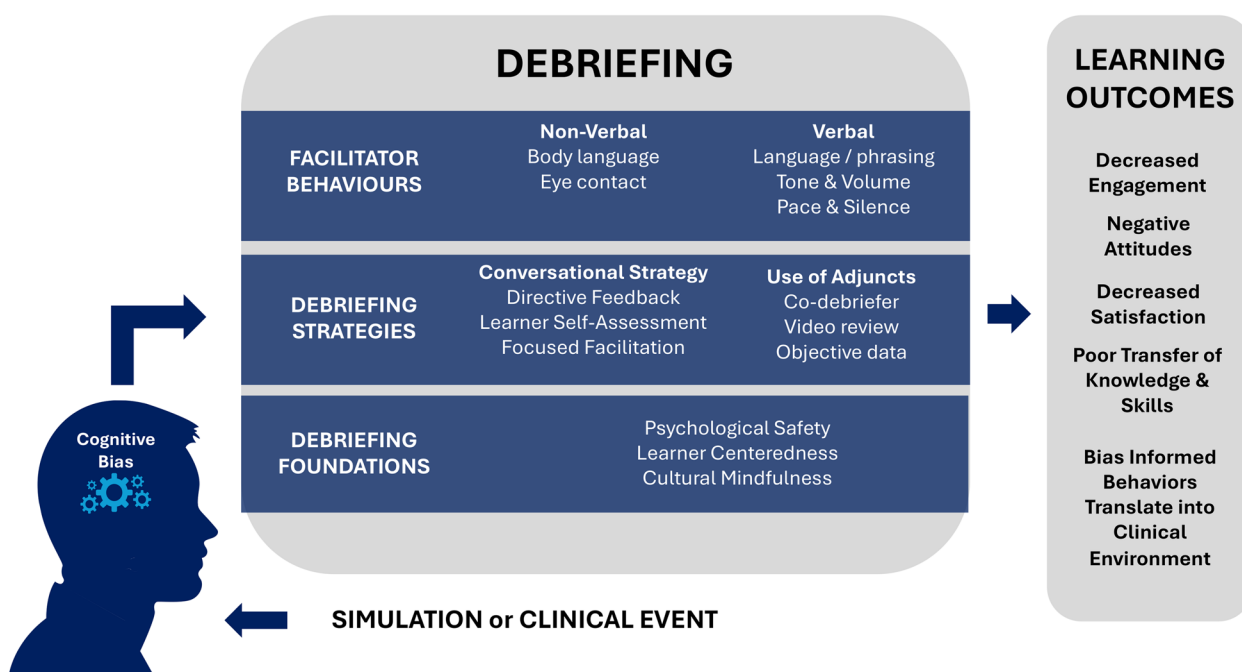 DEBRIEFING
FACILITATOR
BEHAVIOURS
Non-Verbal
Body language
Eye contact
Verbal
Language / phrasing
Tone & Volume
Pace & Silence
DEBRIEFING
STRATEGIES
Conversational Strategy
Directive Feedback
Learner Self-Assessment
Focused Facilitation
Use of Adjuncts
Co-debriefer
Video review
Objective data
DEBRIEFING
FOUNDATIONS
Psychological Safety
Learner Centeredness
Cultural Mindfulness
Cognitive
Bias
SIMULATION or CLINICAL EVENT
LEARNING
OUTCOMES
Decreased
Engagement
Negative
Attitudes
Decreased
Satisfaction
Poor Transfer of
Knowledge &
Skills
Bias Informed
Behaviors
Translate into
Clinical
Environment